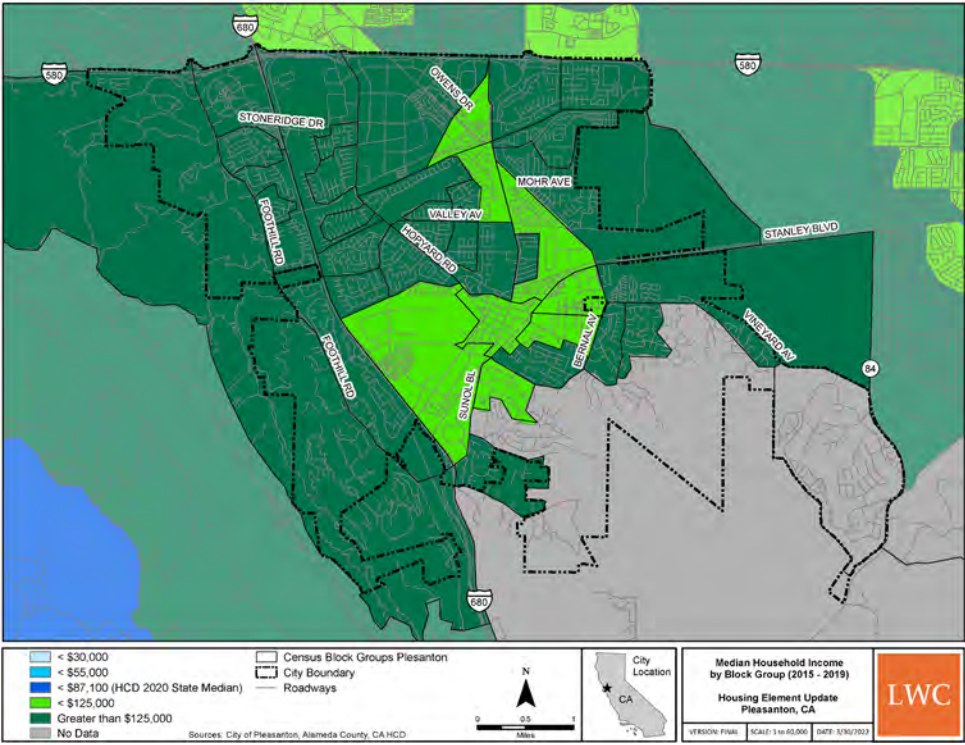 680
580
580
OWENS DR
STONERIDGE DR
MOHR AVE
FOOTHILL RD
VALLEY AV
HOPYARD RD
STANLEY BLVD
FOOTHILL RD
BERNAL AV
VINEYARD AV
84
SUNOL BL
680
< $30,000
< $55,000
< $87,100 (HCD 2020 State Median)
< $125,000
Greater than $125,000
No Data
Census Block Groups Plesanton
City Boundary
Roadways
Sources: City of Pleasanton, Alameda County, CA HCD
N
0 0.5 1
Miles
City
Location
CA
Median Household Income
by Block Group (2015 - 2019)
Housing Element Update
Pleasanton, CA
VERSION: FINAL
SCALE: 1 to 60,000
DATE: 3/30/2022
LWC